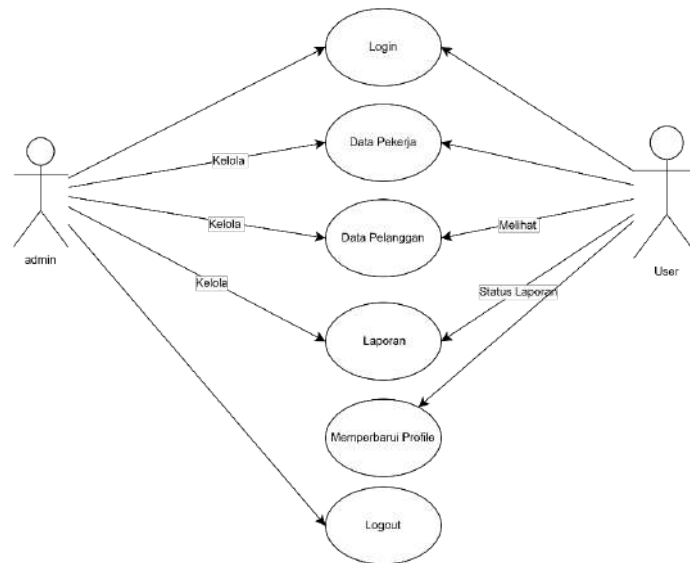 Login
Data Pekerja
Kelola
Kelola
Data Pelanggan
Melihat
admin
User
Kelola
Status Laporan
Laporan
Memperbarui Profile
Logout